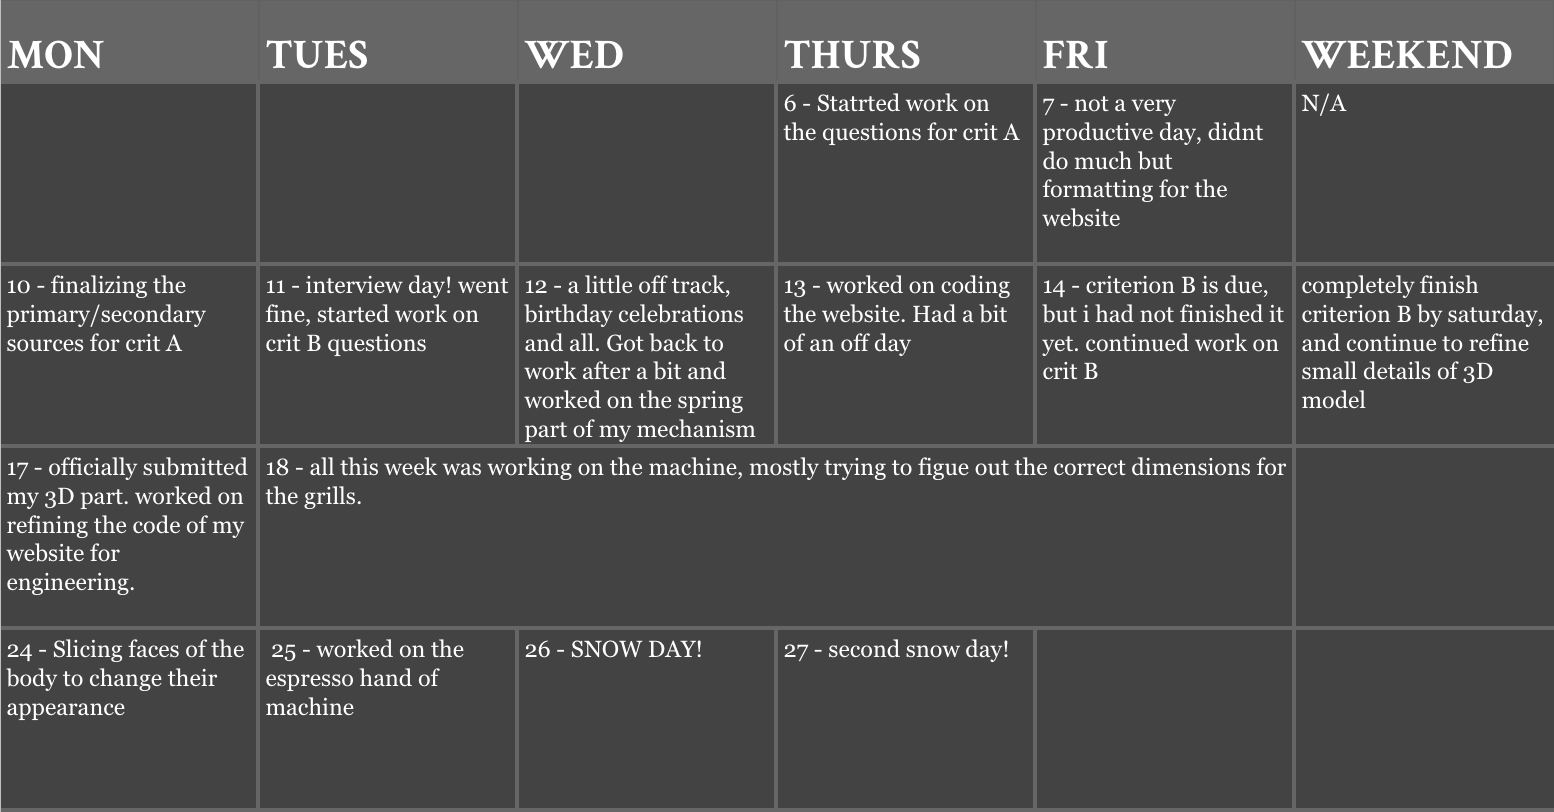 MON TUES WED THURS FRI WEEKEND
6 - Statrted work on
the questions for crit A
7 - not a very
productive day, didnt
do much but
formatting for the
website
N/A
10 - finalizing the
primary/secondary
sources for crit A
11 - interview day! went
fine, started work on
crit B questions
12 - a little off track,
birthday celebrations
and all. Got back to
work after a bit and
worked on the spring
part of my mechanism
13 - worked on coding
the website. Had a bit
of an off day
14 - criterion B is due,
but i had not finished it
yet. continued work on
crit B
completely finish
criterion B by saturday,
and continue to refine
small details of 3D
model
17 - officially submitted
my 3D part. worked on
refining the code of my
website for
engineering.
18 - all this week was working on the machine, mostly trying to figue out the correct dimensions for
the grills.
24 - Slicing faces of the
body to change their
appearance
25 - worked on the
espresso hand of
machine
26 - SNOW DAY!
27 - second snow day!